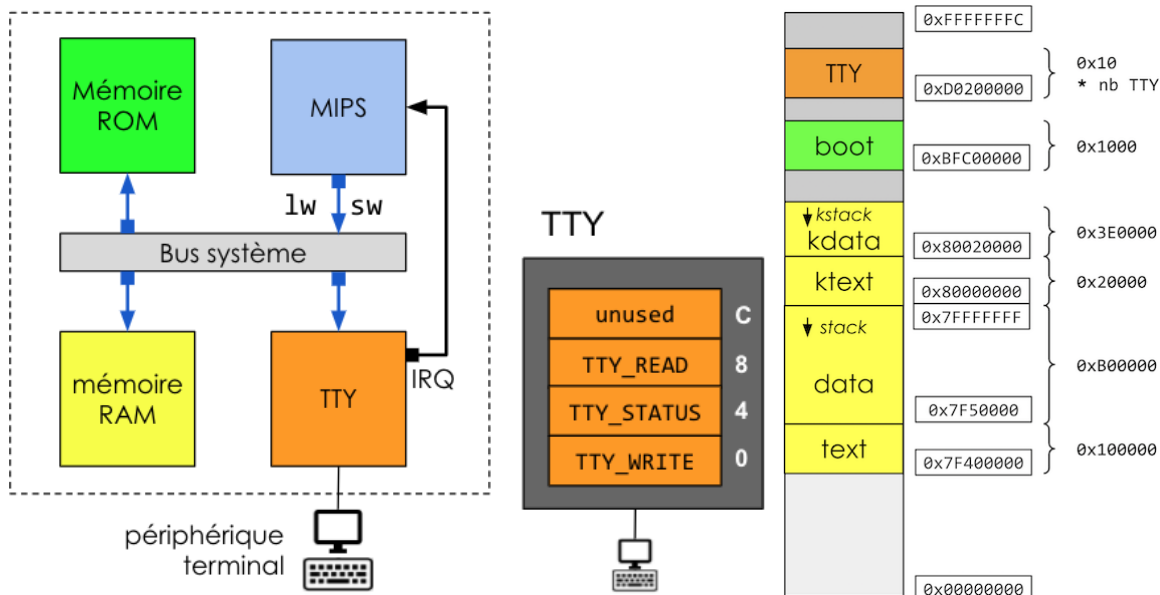 Mémoire
ROM
MIPS
lw
sw
Bus système
mémoire
RAM
TTY
IRQ
périphérique
terminal
TTY
unused
C
TTY_READ
8
TTY_STATUS
4
TTY_WRITE
0
0xFFFFFFFC
TTY
0xD0200000
0x10
* nb TTY
boot
0xBFC00000
0x1000
kstack
kdata
0x80020000
0x3E0000
ktext
0x80000000
0x20000
0x7FFFFFFF
stack
data
0x7F500000
0xB00000
text
0x7F400000
0x100000
0x00000000